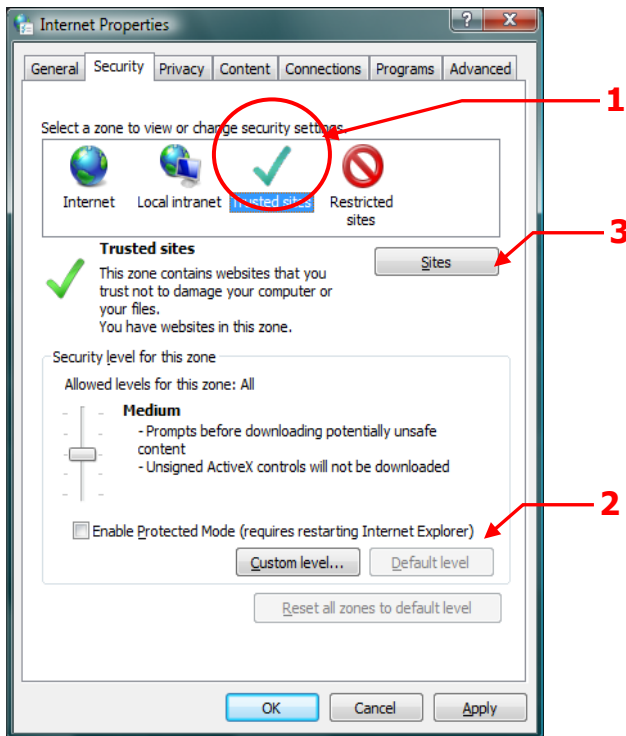 Internet Properties
?
X
General
Security
Privacy
Content
Connections
Programs
Advanced
1
Select a zone to view or change security settings.
Internet
Local intranet
Trusted sites
Restricted
sites
3
Trusted sites
Sites
This zone contains websites that you
trust not to damage your computer or
your files.
You have websites in this zone.
Security level for this zone
Allowed levels for this zone: All
Medium
- Prompts before downloading potentially unsafe
content
- Unsigned ActiveX controls will not be downloaded
2
Enable Protected Mode (requires restarting Internet Explorer)
Custom level...
Default level
Reset all zones to default level
OK
Cancel
Apply